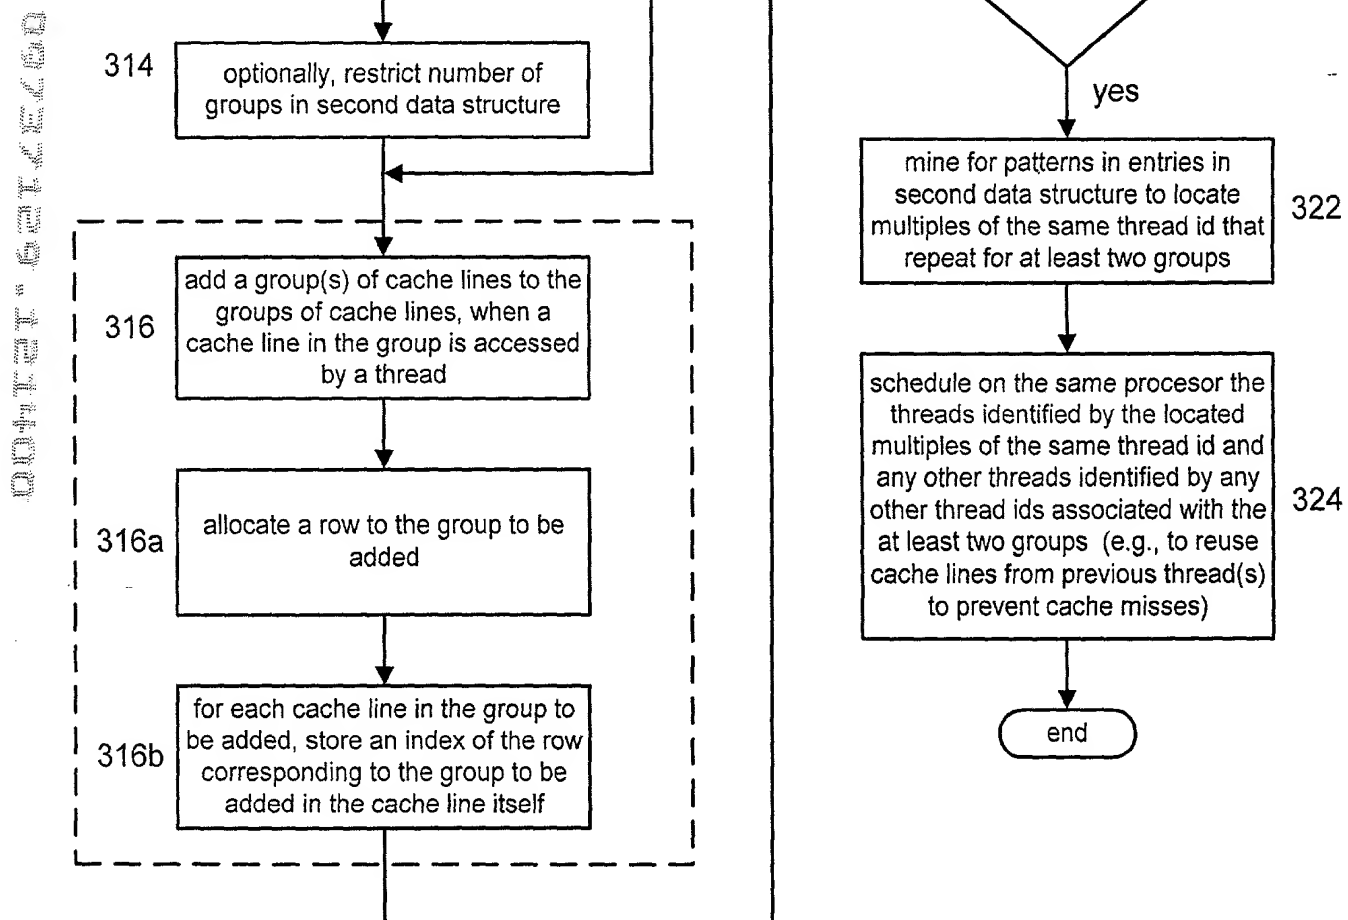 314
optionally, restrict number of
groups in second data structure
316
add a group(s) of cache lines to the
groups of cache lines, when a
cache line in the group is accessed
by a thread
316a
allocate a row to the group to be
added
316b
for each cache line in the group to
be added, store an index of the row
corresponding to the group to be
added in the cache line itself
yes
mine for patterns in entries in
second data structure to locate
multiples of the same thread id that
repeat for at least two groups
322
schedule on the same procesor the
threads identified by the located
multiples of the same thread id and
any other threads identified by any
other thread ids associated with the
at least two groups (e.g., to reuse
cache lines from previous thread(s)
to prevent cache misses)
324
end